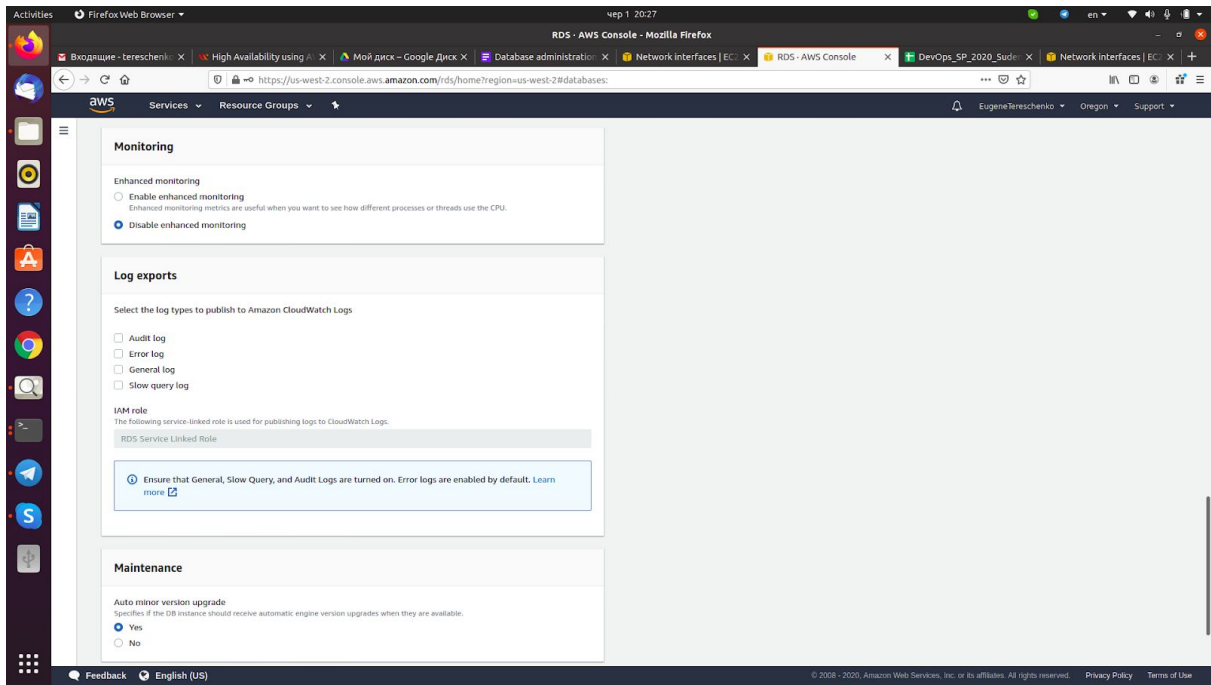 Activities Firefox Web Browser чер 1 20:27 en
RDS - AWS Console - Mozilla Firefox
Входящие - tereschenk High Availability using A Мой диск – Google Диск Database administration Network interfaces | EC2 RDS · AWS Console DevOps_SP_2020_Sude Network interfaces | EC2
https://us-west-2.console.aws.amazon.com/rds/home?region=us-west-2#databases:
aws Services Resource Groups EugeneTereschenko Oregon Support
Monitoring
Enhanced monitoring
Enable enhanced monitoring
Enhanced monitoring metrics are useful when you want to see how different processes or threads use the CPU.
Disable enhanced monitoring
Log exports
Select the log types to publish to Amazon CloudWatch Logs
Audit log
Error log
General log
Slow query log
IAM role
The following service-linked role is used for publishing logs to CloudWatch Logs.
RDS Service Linked Role
Ensure that General, Slow Query, and Audit Logs are turned on. Error logs are enabled by default. Learn
more
Maintenance
Auto minor version upgrade
Specifies if the DB instance should receive automatic engine version upgrades when they are available.
Yes
No
Feedback English (US) © 2008 - 2020, Amazon Web Services, Inc. or its affiliates. All rights reserved. Privacy Policy Terms of Use